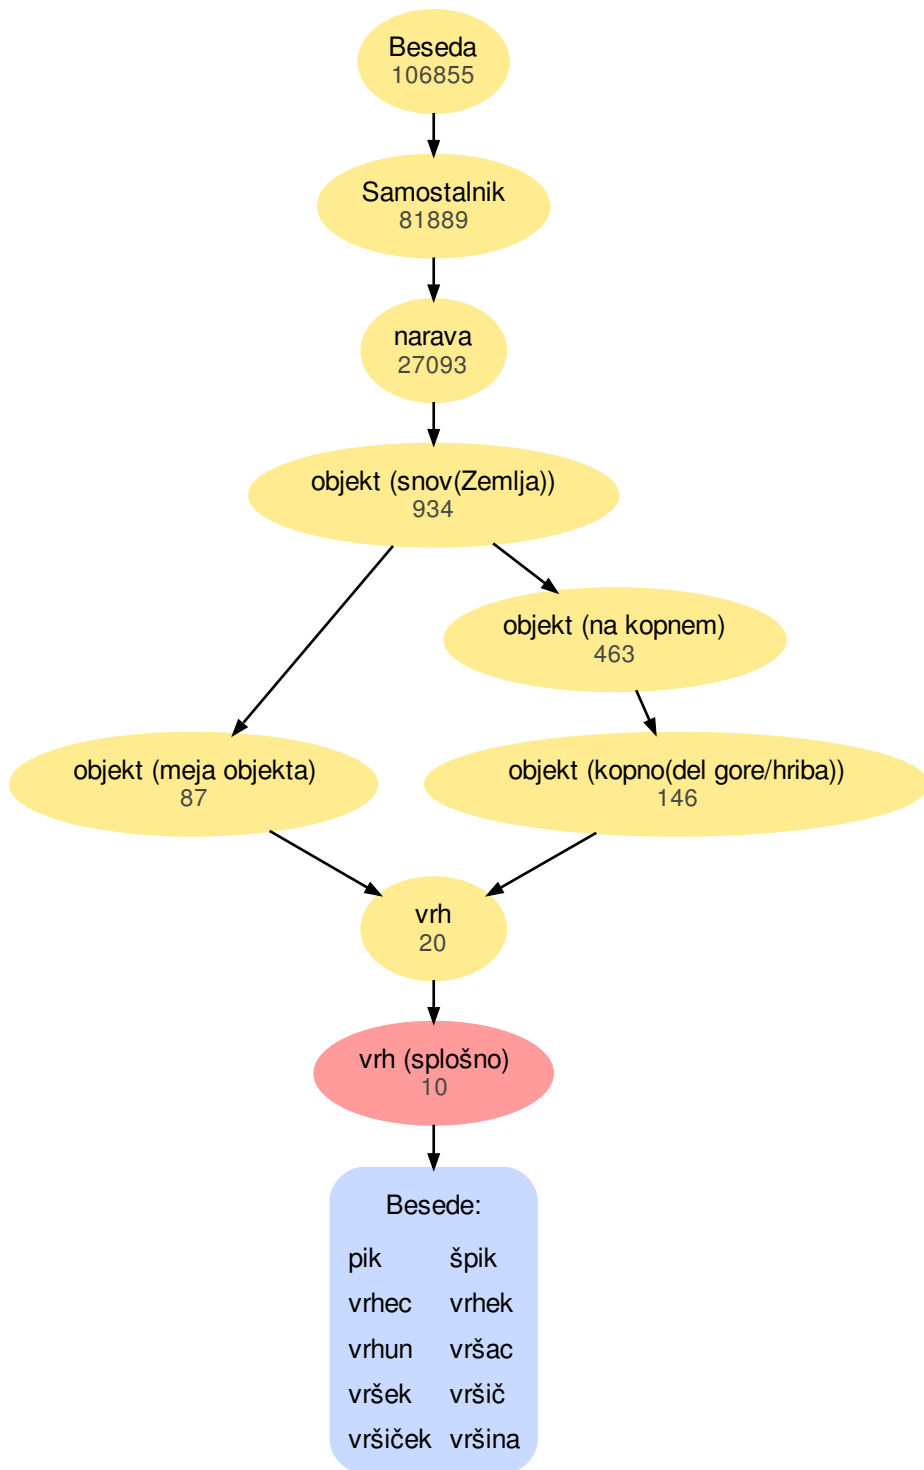 Beseda
106855
Samostalnik
81889
narava
27093
objekt (snov(Zemlja))
934
objekt (na kopnem)
463
objekt (meja objekta)
87
objekt (kopno(del gore/hriba))
146
vrh
20
vrh (splošno)
10
Besede:
pik špik
vrhec vrhek
vrhun vršac
vršek vršič
vršiček vršina